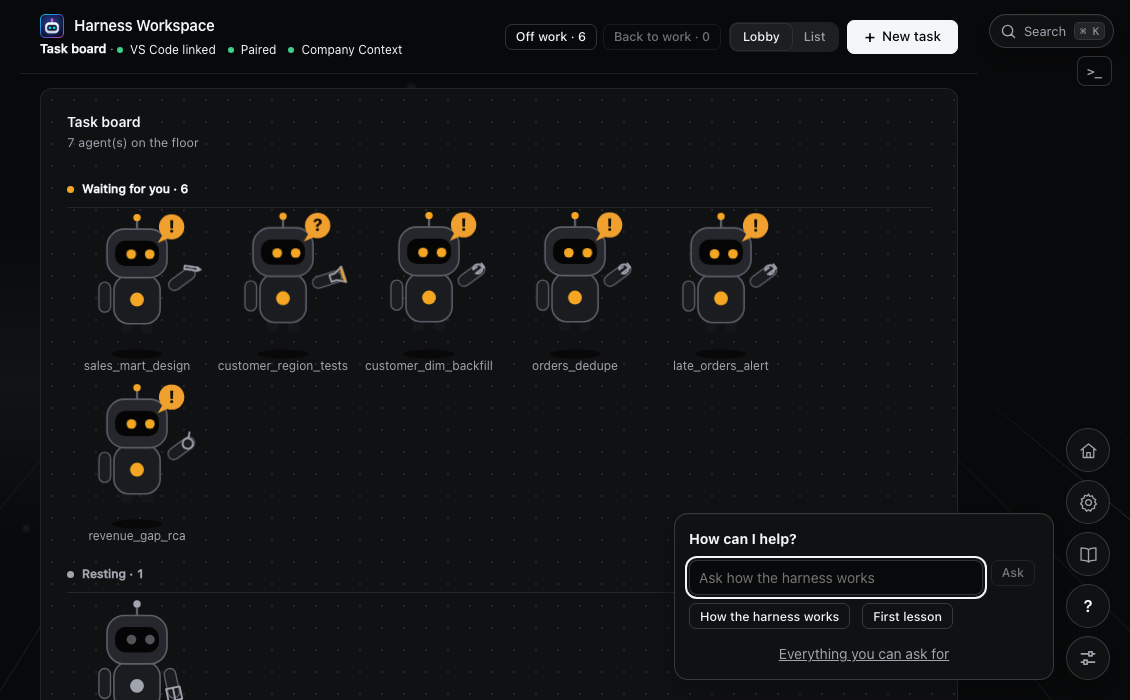 Harness Workspace
Task board · VS Code linked Paired Company Context
Off work · 6
Back to work · 0
Lobby
List
+ New task
Search ⌘ K
>_
Task board
7 agent(s) on the floor
Waiting for you · 6
! ? ! ! !
sales_mart_design customer_region_tests customer_dim_backfill orders_dedupe late_orders_alert
!
revenue_gap_rca
Resting · 1
How can I help?
Ask how the harness works
Ask
How the harness works
First lesson
Everything you can ask for
?